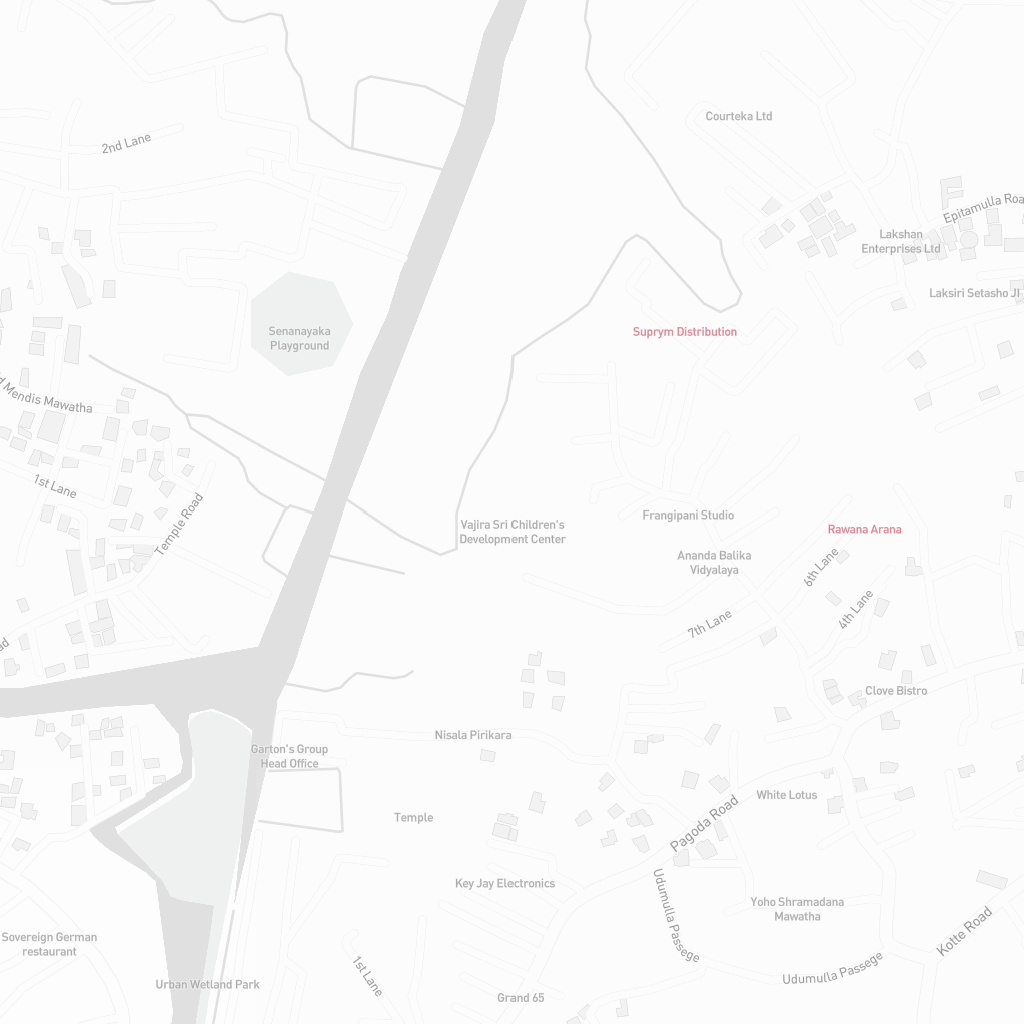 Courteka Ltd
2nd Lane
Epitamulla Roa
Lakshan
Enterprises Ltd
Laksiri Setasho JI
Senanayaka
Playground
Suprym Distribution
d Mendis Mawatha
1st Lane
Temple Road
Vajira Sri Children's
Development Center
Frangipani Studio
Rawana Arana
Ananda Balika
Vidyalaya
6th Lane
4th Lane
7th Lane
ad
Clove Bistro
Nisala Pirikara
Garton's Group
Head Office
White Lotus
Temple
Pagoda Road
Key Jay Electronics
Udumulla Passege
Yoho Shramadana
Mawatha
Kotte Road
Sovereign German
restaurant
1st Lane
Udumulla Passege
Urban Wetland Park
Grand 65